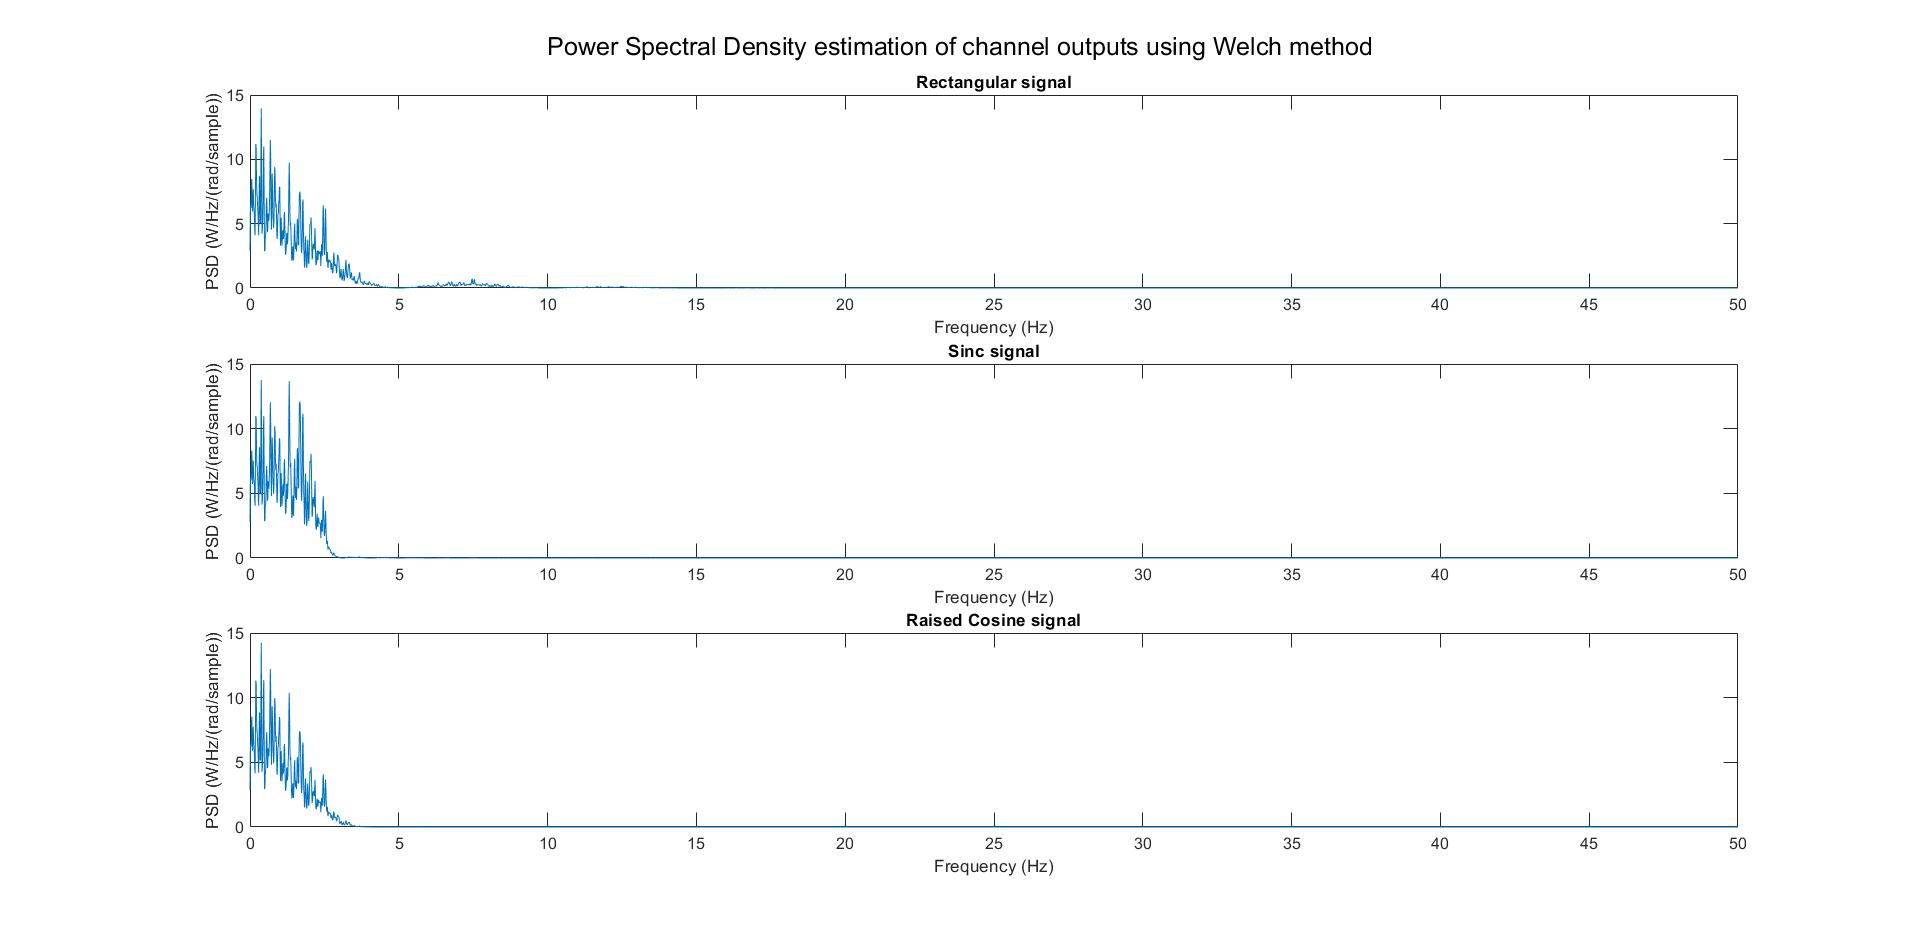 Power Spectral Density estimation of channel outputs using Welch method
Rectangular signal
PSD (W/Hz/(rad/sample))
15
10
5
0
0 5 10 15 20 25 30 35 40 45 50
Frequency (Hz)
Sinc signal
PSD (W/Hz/(rad/sample))
15
10
5
0
0 5 10 15 20 25 30 35 40 45 50
Frequency (Hz)
Raised Cosine signal
PSD (W/Hz/(rad/sample))
15
10
5
0
0 5 10 15 20 25 30 35 40 45 50
Frequency (Hz)